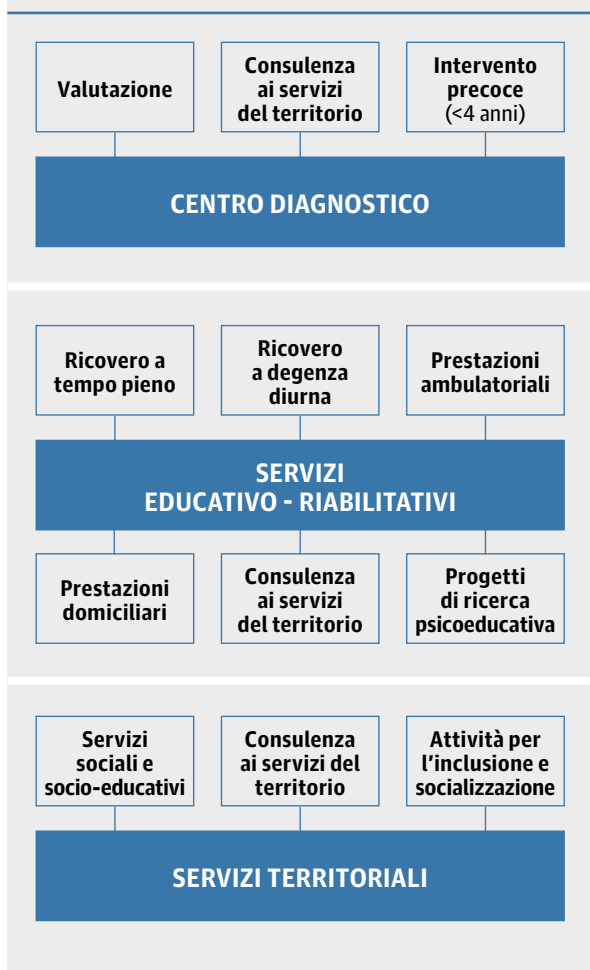 Valutazione
Consulenza
ai servizi
del territorio
Intervento
precoce
(<4 anni)
CENTRO DIAGNOSTICO
Ricovero a
tempo pieno
Ricovero
a degenza
diurna
Prestazioni
ambulatoriali
SERVIZI
EDUCATIVO - RIABILITATIVI
Prestazioni
domiciliari
Consulenza
ai servizi
del territorio
Progetti
di ricerca
psicoeducativa
Servizi
sociali e
socio-educativi
Consulenza
ai servizi del
territorio
Attività per
l'inclusione e
socializzazione
SERVIZI TERRITORIALI